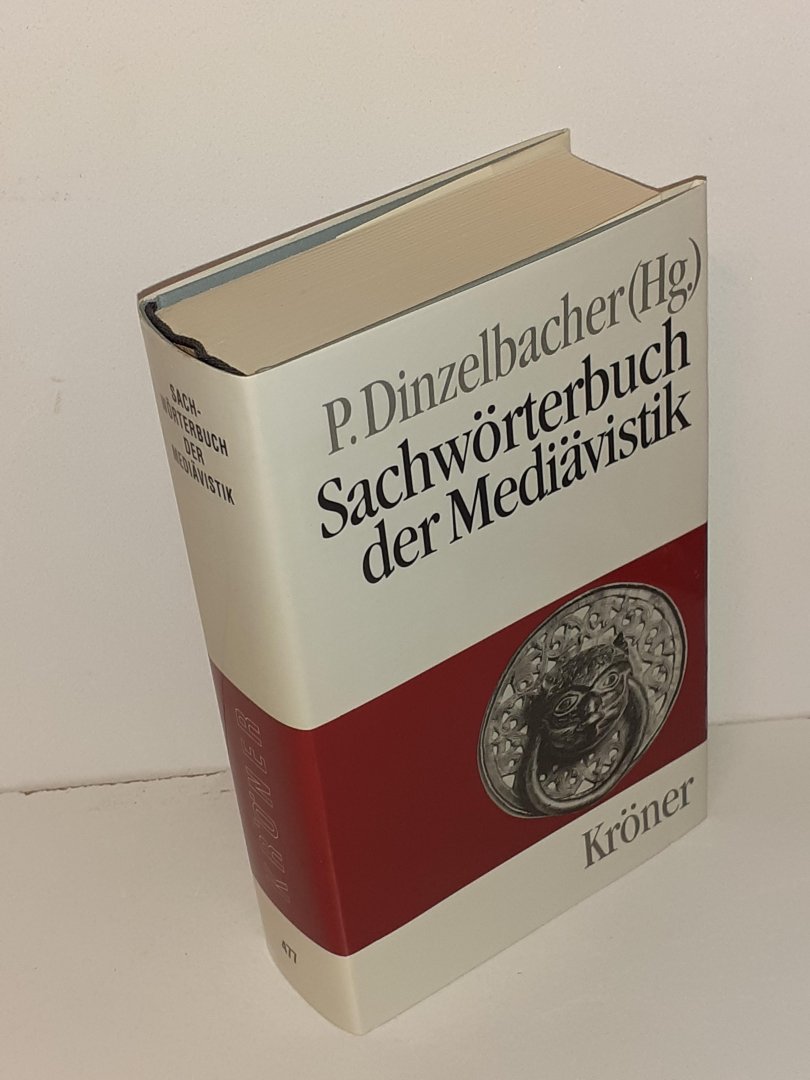 P. Dinzelbacher (Hg.)
Sachwörterbuch
der Mediävistik
Kröner
SACH-
WÖRTERBUCH
DER
MEDIÄVISTIK
KRÖNER
477